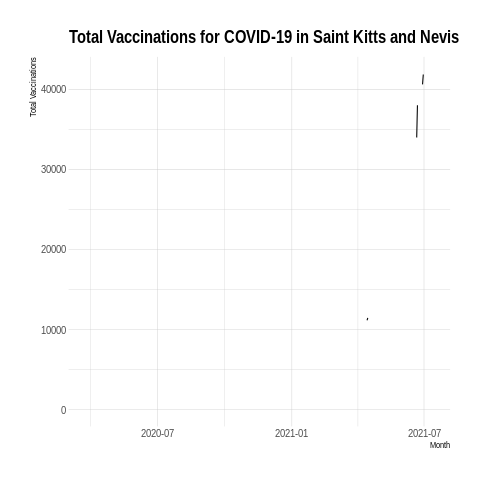 Total Vaccinations for COVID-19 in Saint Kitts and Nevis
Total Vaccinations
40000
30000
20000
10000
0
2020-07
2021-01
2021-07
Month